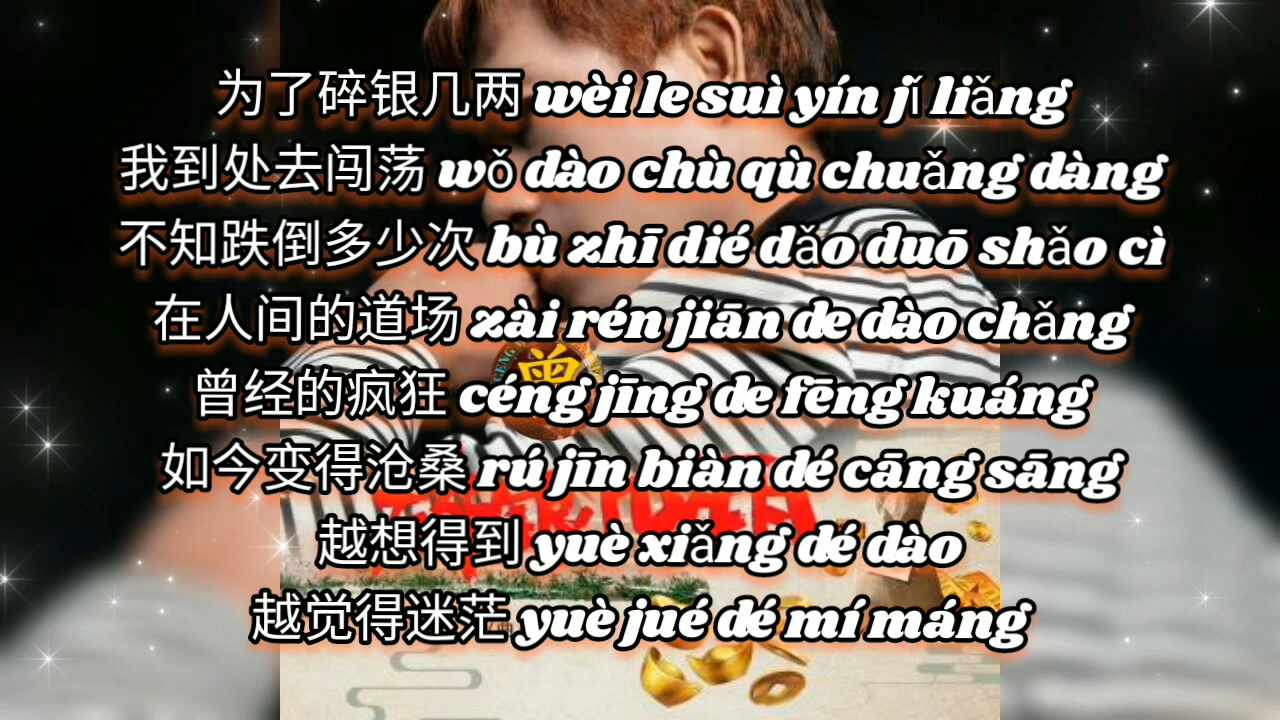 为了碎银几两 wèi le suì yín jǐ liǎng
我到处去闯荡 wǒ dào chù qù chuǎng dàng
不知跌倒多少次 bù zhī dié dǎo duō shǎo cì
在人间的道场 zài rén jiān de dào chǎng
曾
曾经的疯狂 céng jīng de fēng kuáng
如今变得沧桑 rú jīn biàn dé cāng sāng
越想得到 yuè xiǎng dé dào
越觉得迷茫 yuè jué dé mí máng